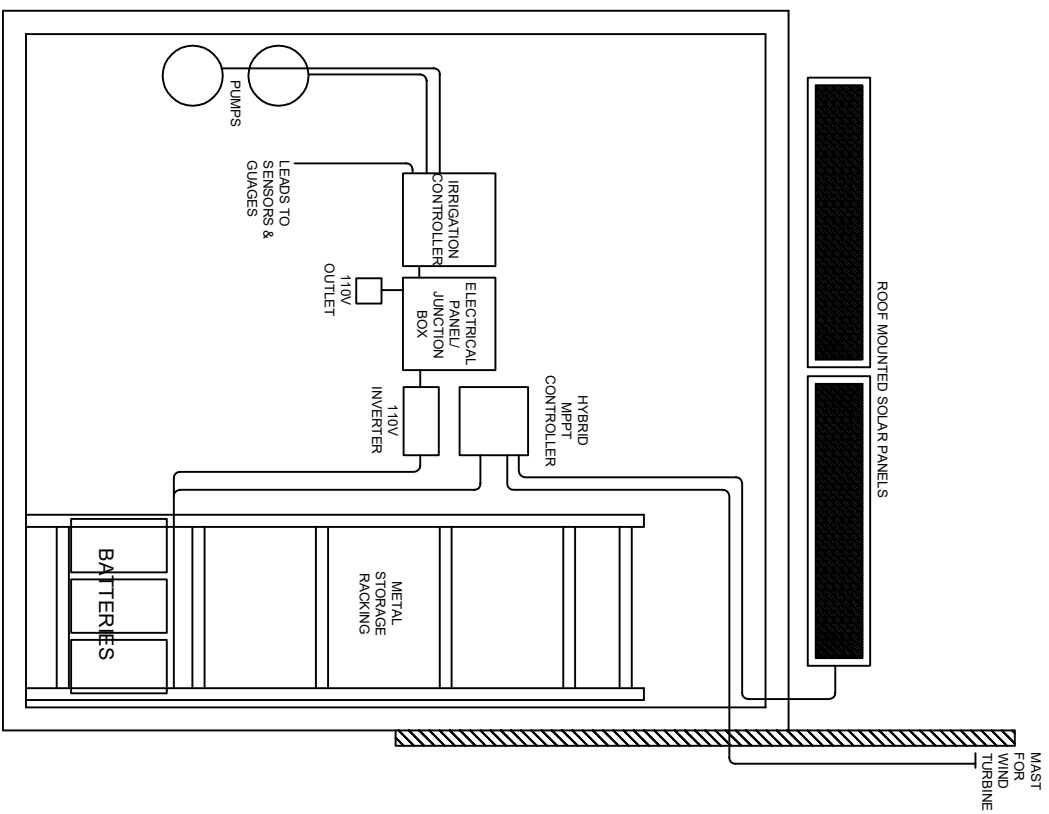 ROOF MOUNTED SOLAR PANELS
MAST
FOR
WIND
TURBINE
HYBRID
MPPT
CONTROLLER
IRRIGATION
CONTROLLER
ELECTRICAL
PANEL/
JUNCTION
BOX
110V
INVERTER
110V
OUTLET
METAL
STORAGE
RACKING
LEADS TO
SENSORS &
GUAGES
PUMPS
BATTERIES